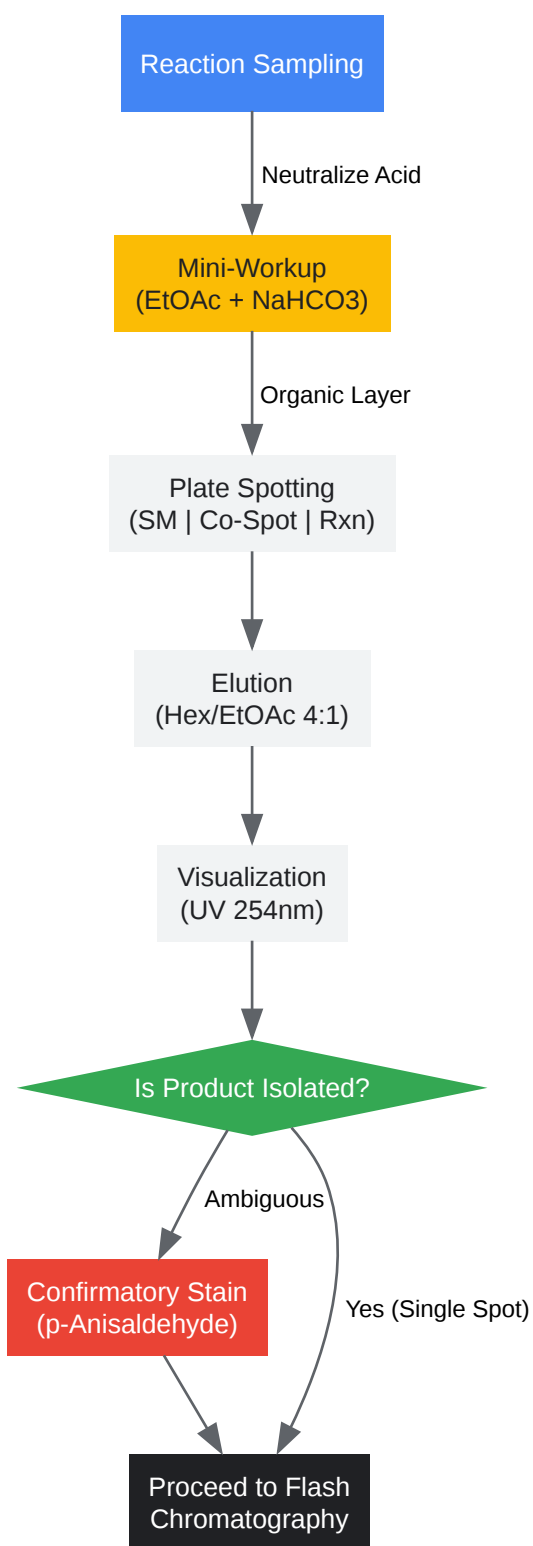 Reaction Sampling
Neutralize Acid
Mini-Workup
(EtOAc + NaHCO3)
Organic Layer
Plate Spotting
(SM | Co-Spot | Rxn)
Elution
(Hex/EtOAc 4:1)
Visualization
(UV 254nm)
Is Product Isolated?
Ambiguous
Confirmatory Stain
(p-Anisaldehyde)
Yes (Single Spot)
Proceed to Flash
Chromatography